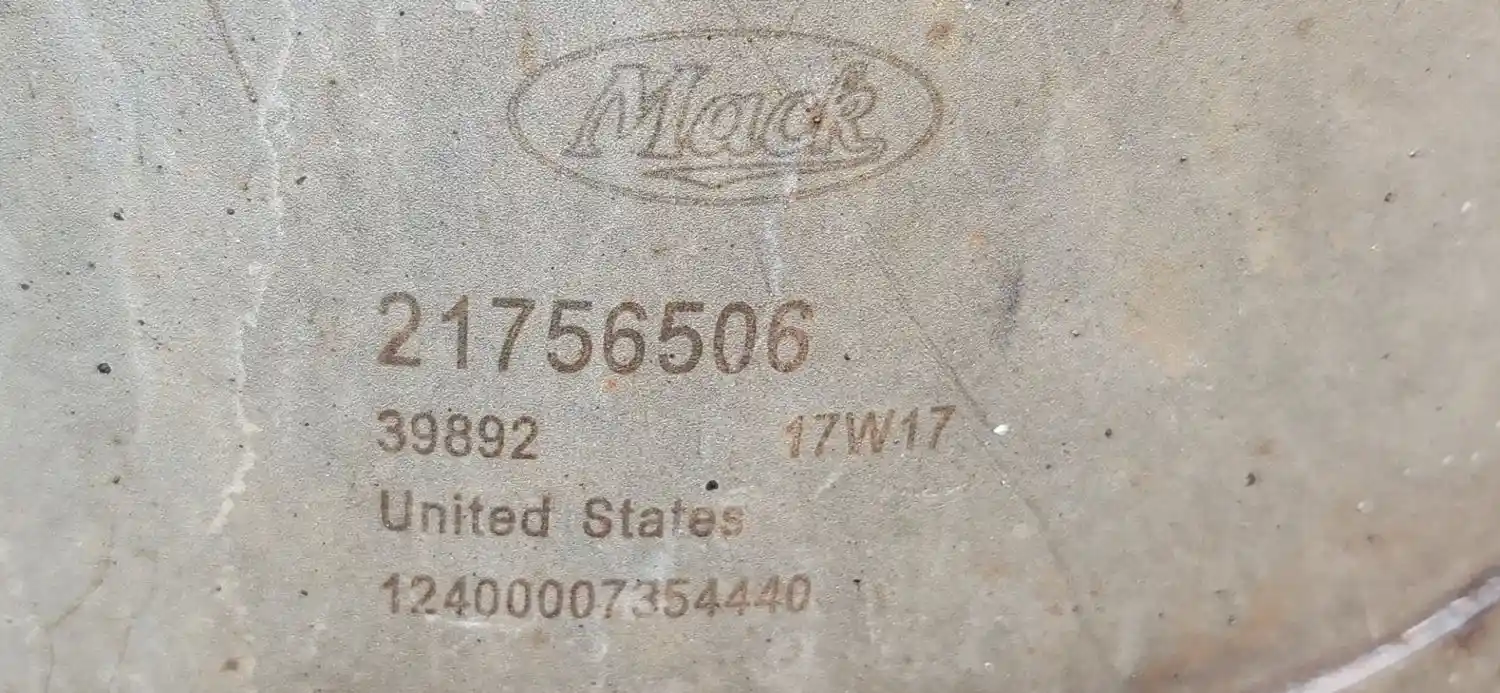 Mack
21756506
39892 17W17
United States
12400007354440